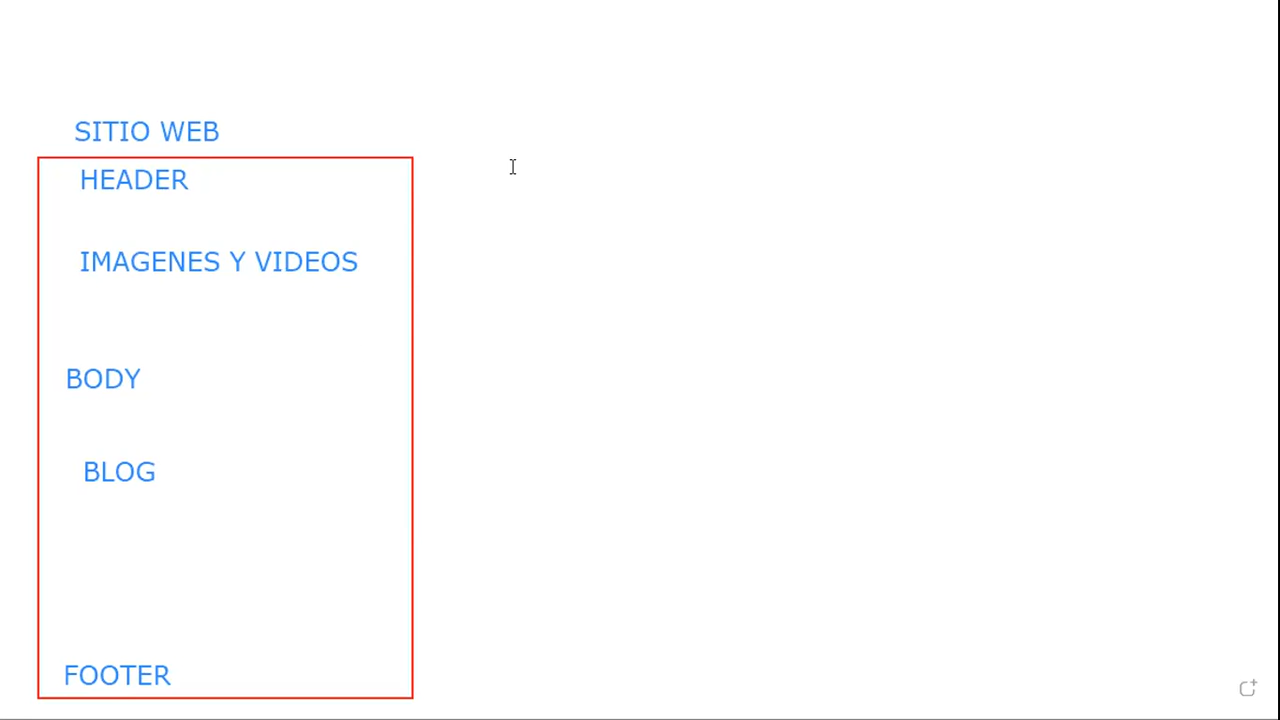 SITIO WEB
HEADER
IMAGENES Y VIDEOS
BODY
BLOG
FOOTER